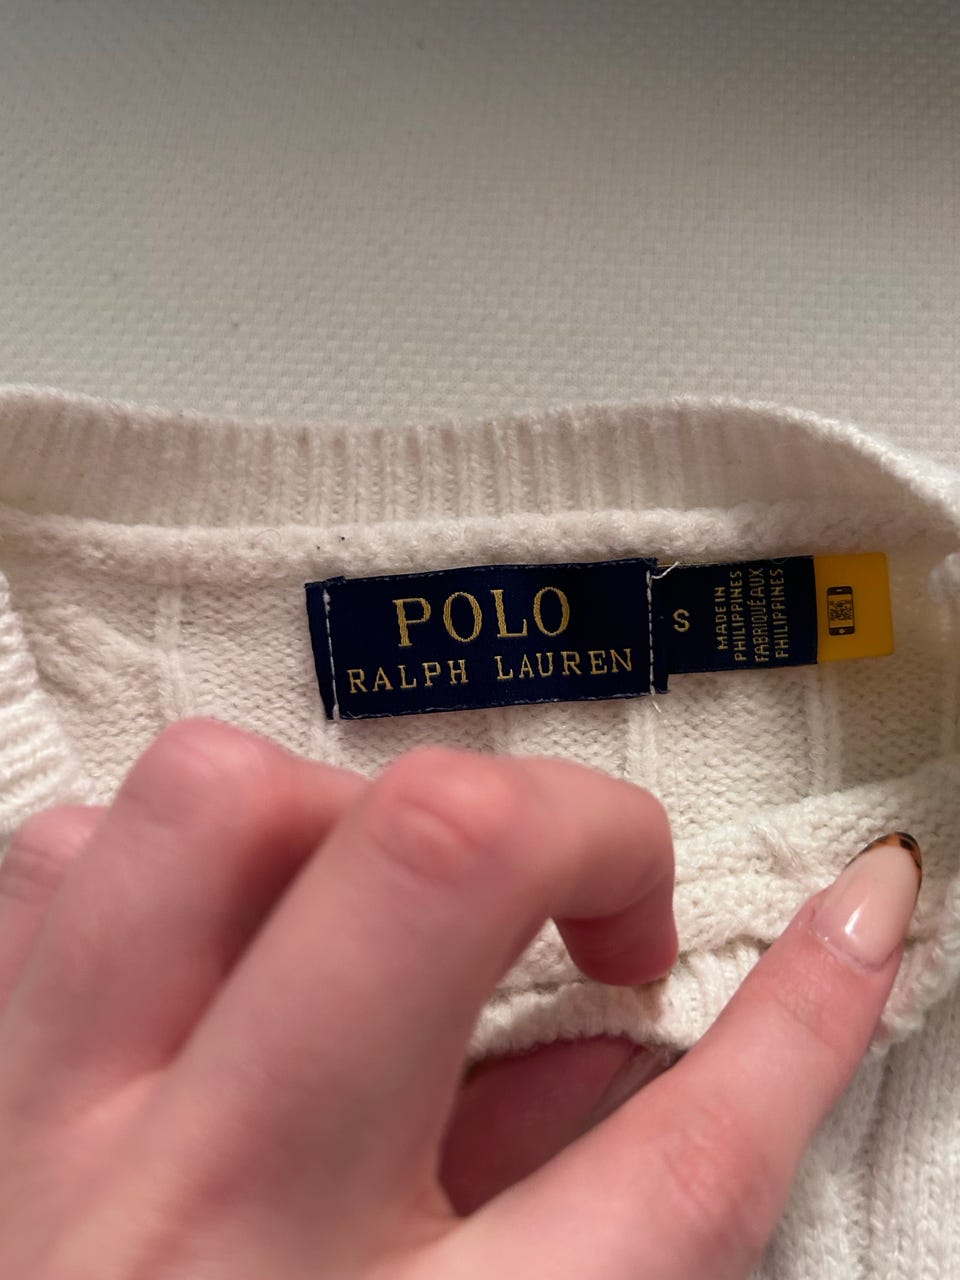 POLO
RALPH LAUREN
S
MADE IN
PHILIPPINES
FABRIQUÉ AUX
PHILIPPINES